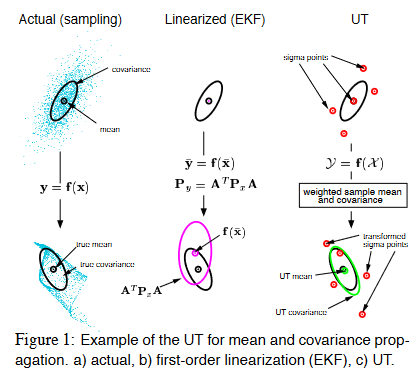 Actual (sampling)
Linearized (EKF)
UT
covariance
mean
sigma points
y = f(x)
ȳ = f(x̄)
P_y = A^T P_x A
𝒴 = f(𝒳)
weighted sample mean
and covariance
true mean
true covariance
f(x̄)
A^T P_x A
transformed
sigma points
UT mean
UT covariance
Figure 1: Example of the UT for mean and covariance prop-
agation. a) actual, b) first-order linearization (EKF), c) UT.